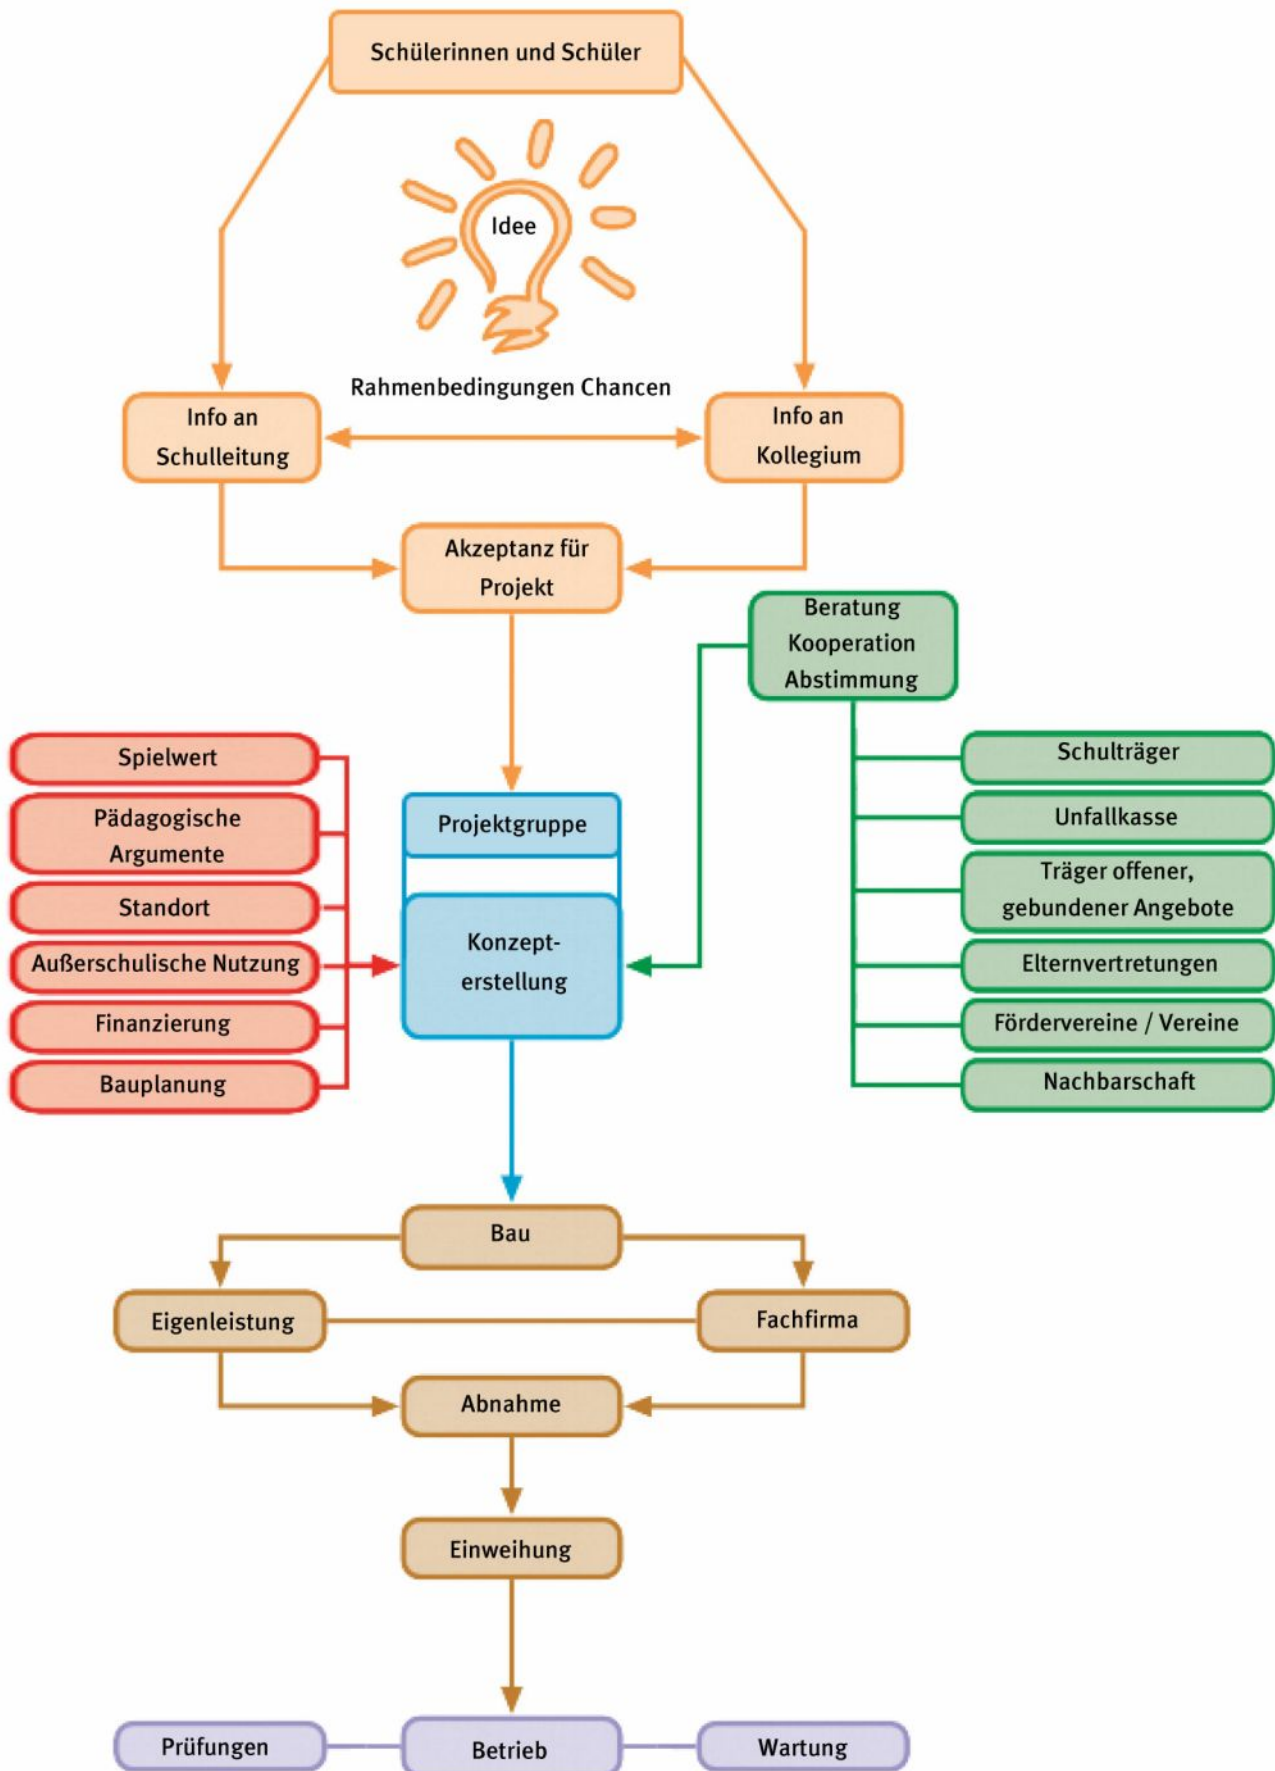 Schülerinnen und Schüler
Idee
Rahmenbedingungen Chancen
Info an
Schulleitung
Info an
Kollegium
Akzeptanz für
Projekt
Beratung
Kooperation
Abstimmung
Spielwert
Pädagogische
Argumente
Standort
Außerschulische Nutzung
Finanzierung
Bauplanung
Projektgruppe
Konzept-
erstellung
Schulträger
Unfallkasse
Träger offener,
gebundener Angebote
Elternvertretungen
Fördervereine / Vereine
Nachbarschaft
Bau
Eigenleistung
Fachfirma
Abnahme
Einweihung
Prüfungen
Betrieb
Wartung